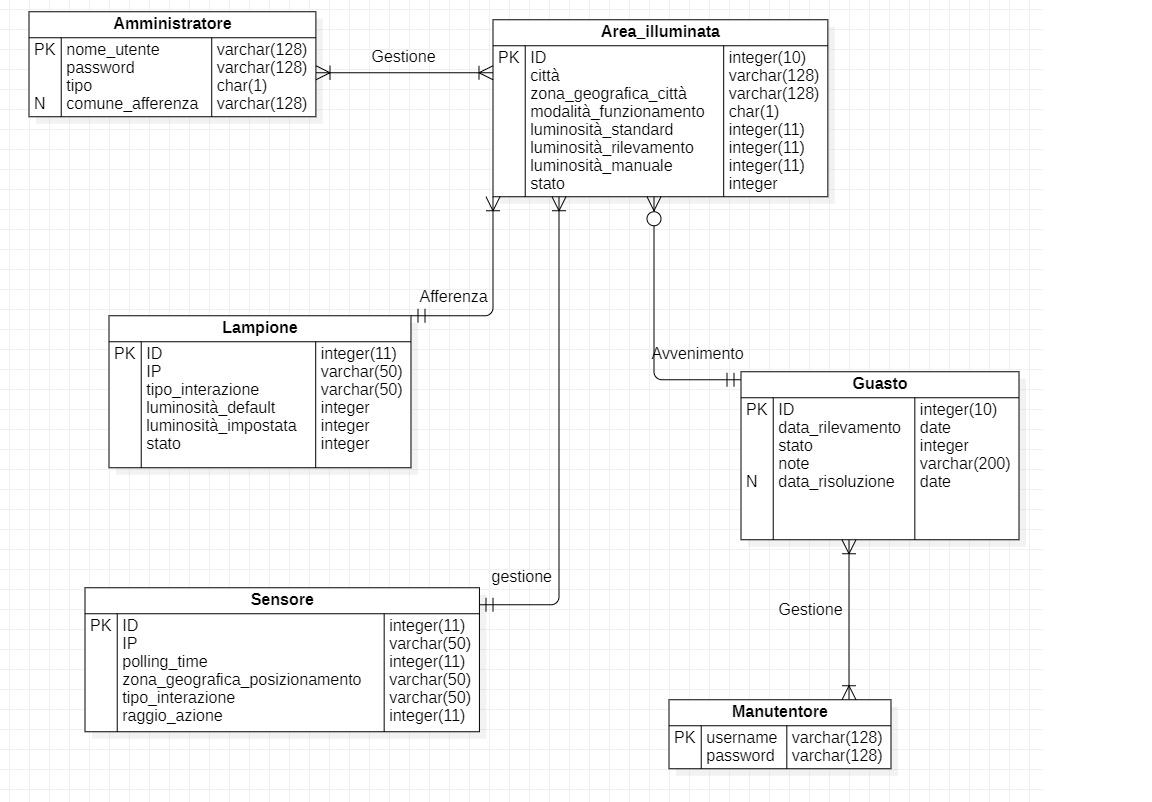 Amministratore
PK nome_utente varchar(128)
password varchar(128)
tipo char(1)
N comune_afferenza varchar(128)
Gestione
Area_illuminata
PK ID integer(10)
città varchar(128)
zona_geografica_città varchar(128)
modalità_funzionamento char(1)
luminosità_standard integer(11)
luminosità_rilevamento integer(11)
luminosità_manuale integer(11)
stato integer
Afferenza
Lampione
PK ID integer(11)
IP varchar(50)
tipo_interazione varchar(50)
luminosità_default integer
luminosità_impostata integer
stato integer
Avvenimento
Guasto
PK ID integer(10)
data_rilevamento date
stato integer
note varchar(200)
N data_risoluzione date
gestione
Sensore
PK ID integer(11)
IP varchar(50)
polling_time integer(11)
zona_geografica_posizionamento varchar(50)
tipo_interazione varchar(50)
raggio_azione integer(11)
Gestione
Manutentore
PK username varchar(128)
password varchar(128)